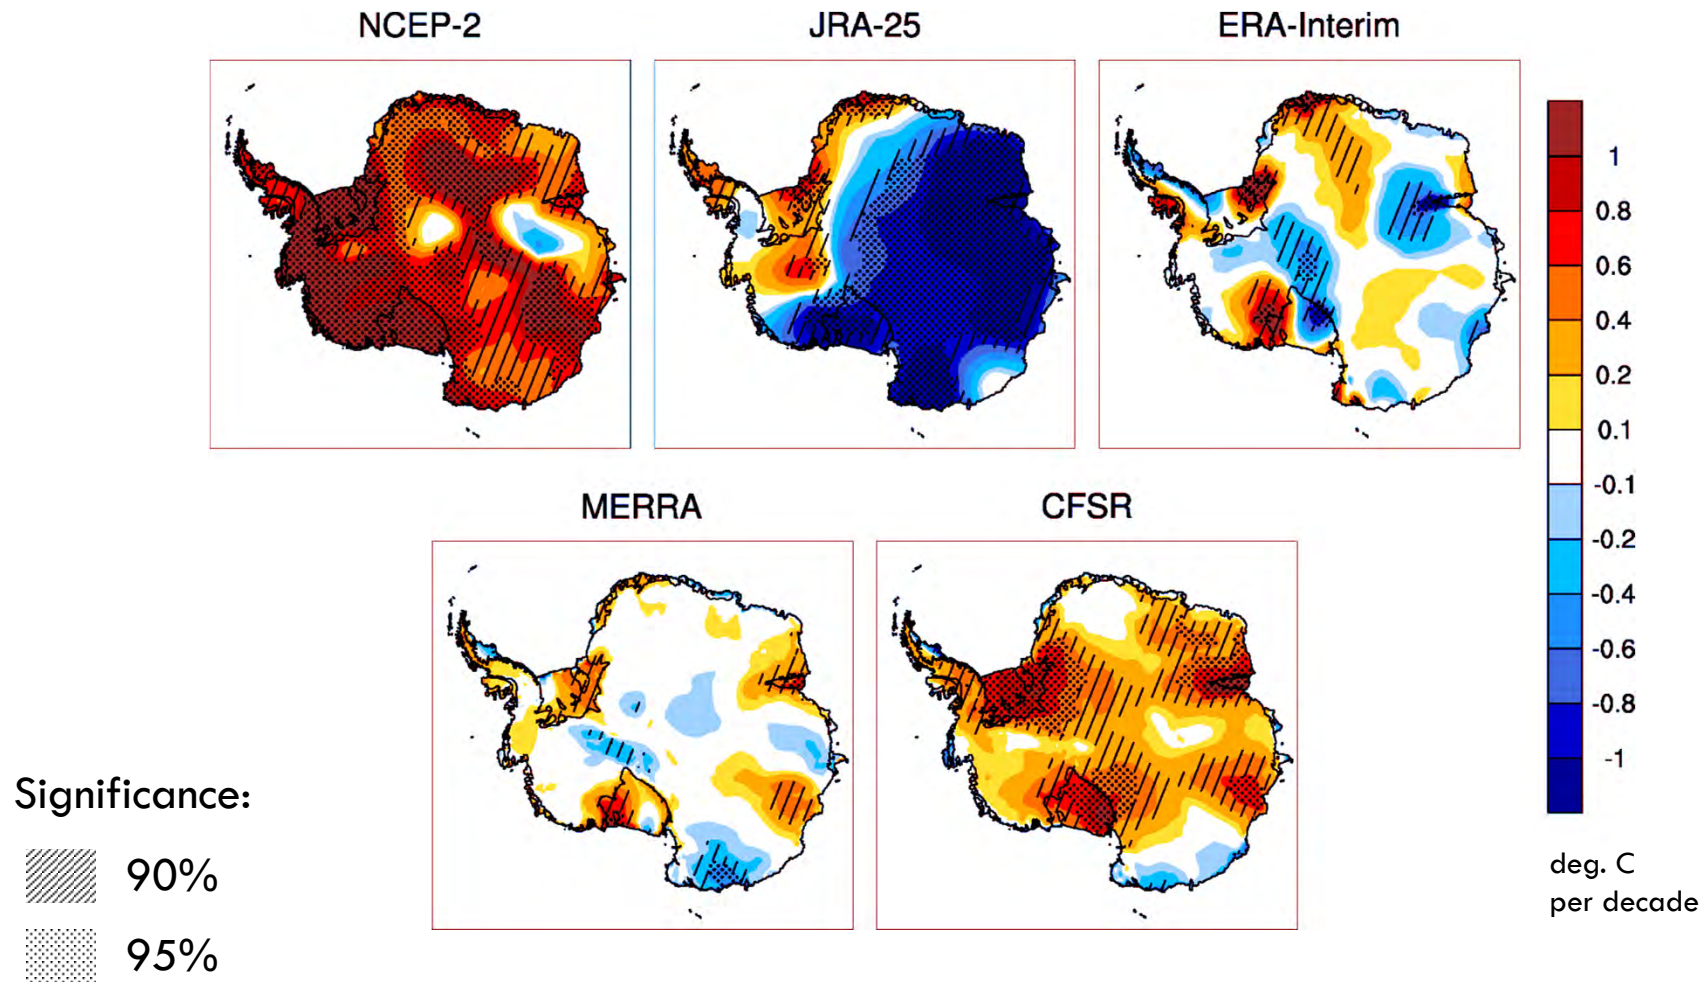 NCEP-2
JRA-25
ERA-Interim
1
0.8
0.6
0.4
0.2
0.1
-0.1
-0.2
-0.4
-0.6
-0.8
-1
deg. C
per decade
MERRA
CFSR
Significance:
90%
95%